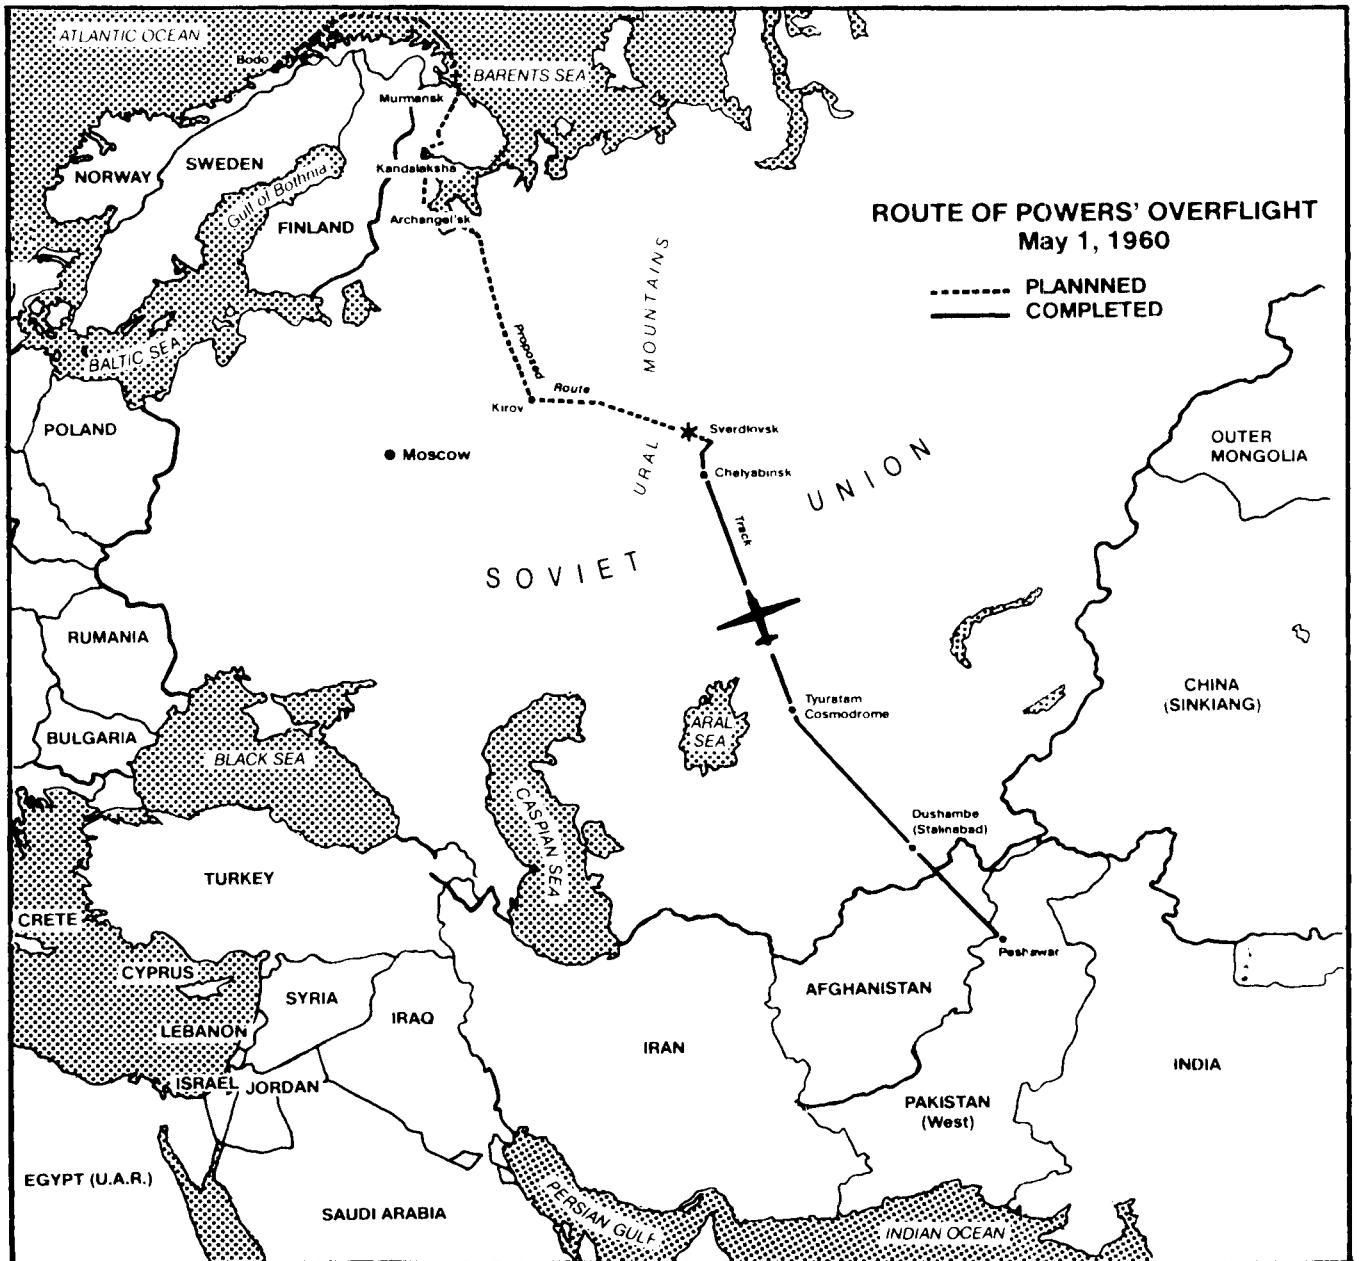 ATLANTIC OCEAN
Bodo
BARENTS SEA
Murmansk
NORWAY
SWEDEN
Gulf of Bothnia
FINLAND
Kandalaksha
Archangel'sk
ROUTE OF POWERS' OVERFLIGHT
May 1, 1960
PLANNNED
COMPLETED
URAL MOUNTAINS
BALTIC SEA
Proposed
Route
Kirov
Sverdlovsk
POLAND
Moscow
Chelyabinsk
Track
OUTER
MONGOLIA
SOVIET UNION
RUMANIA
BULGARIA
BLACK SEA
CASPIAN SEA
ARAL
SEA
Tyuratam
Cosmodrome
CHINA
(SINKIANG)
Dushambe
(Stalinabad)
TURKEY
CRETE
CYPRUS
SYRIA
LEBANON
IRAQ
ISRAEL
JORDAN
IRAN
AFGHANISTAN
Peshawar
PAKISTAN
(West)
INDIA
EGYPT (U.A.R.)
SAUDI ARABIA
PERSIAN GULF
INDIAN OCEAN